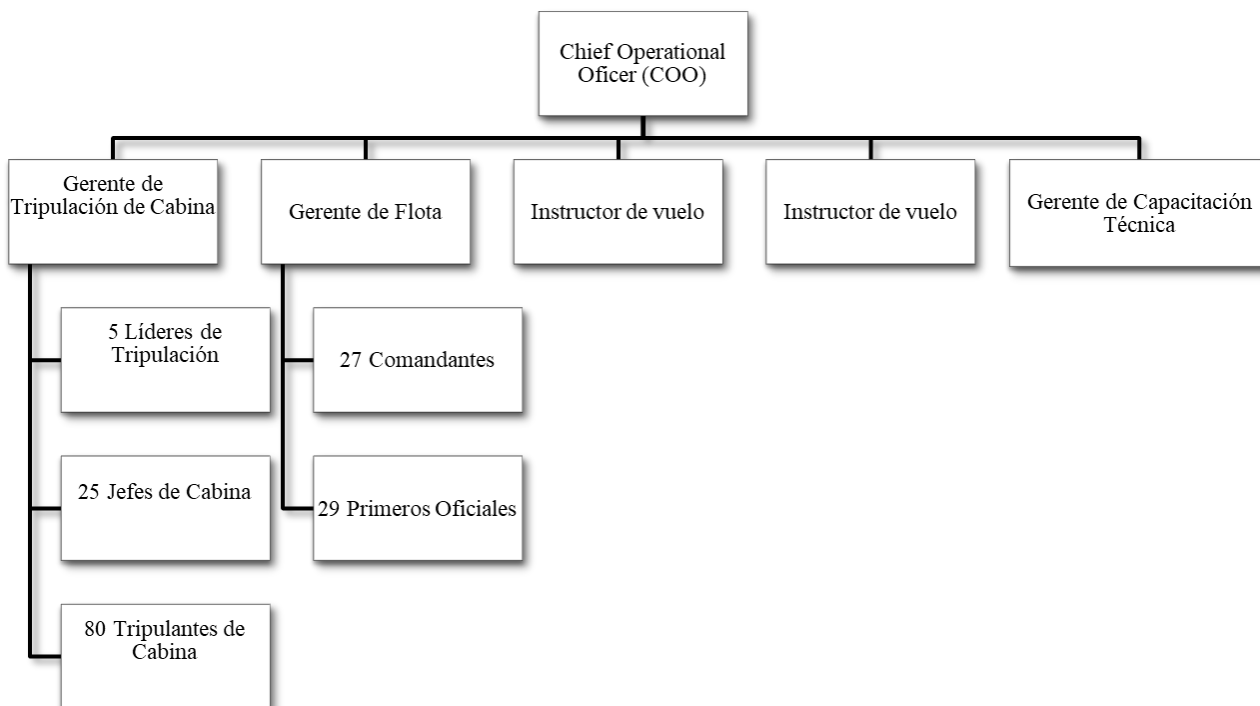 Chief Operational
Oficer (COO)
Gerente de
Tripulación de Cabina
Gerente de Flota
Instructor de vuelo
Instructor de vuelo
Gerente de Capacitación
Técnica
5 Líderes de
Tripulación
27 Comandantes
25 Jefes de Cabina
29 Primeros Oficiales
80 Tripulantes de
Cabina